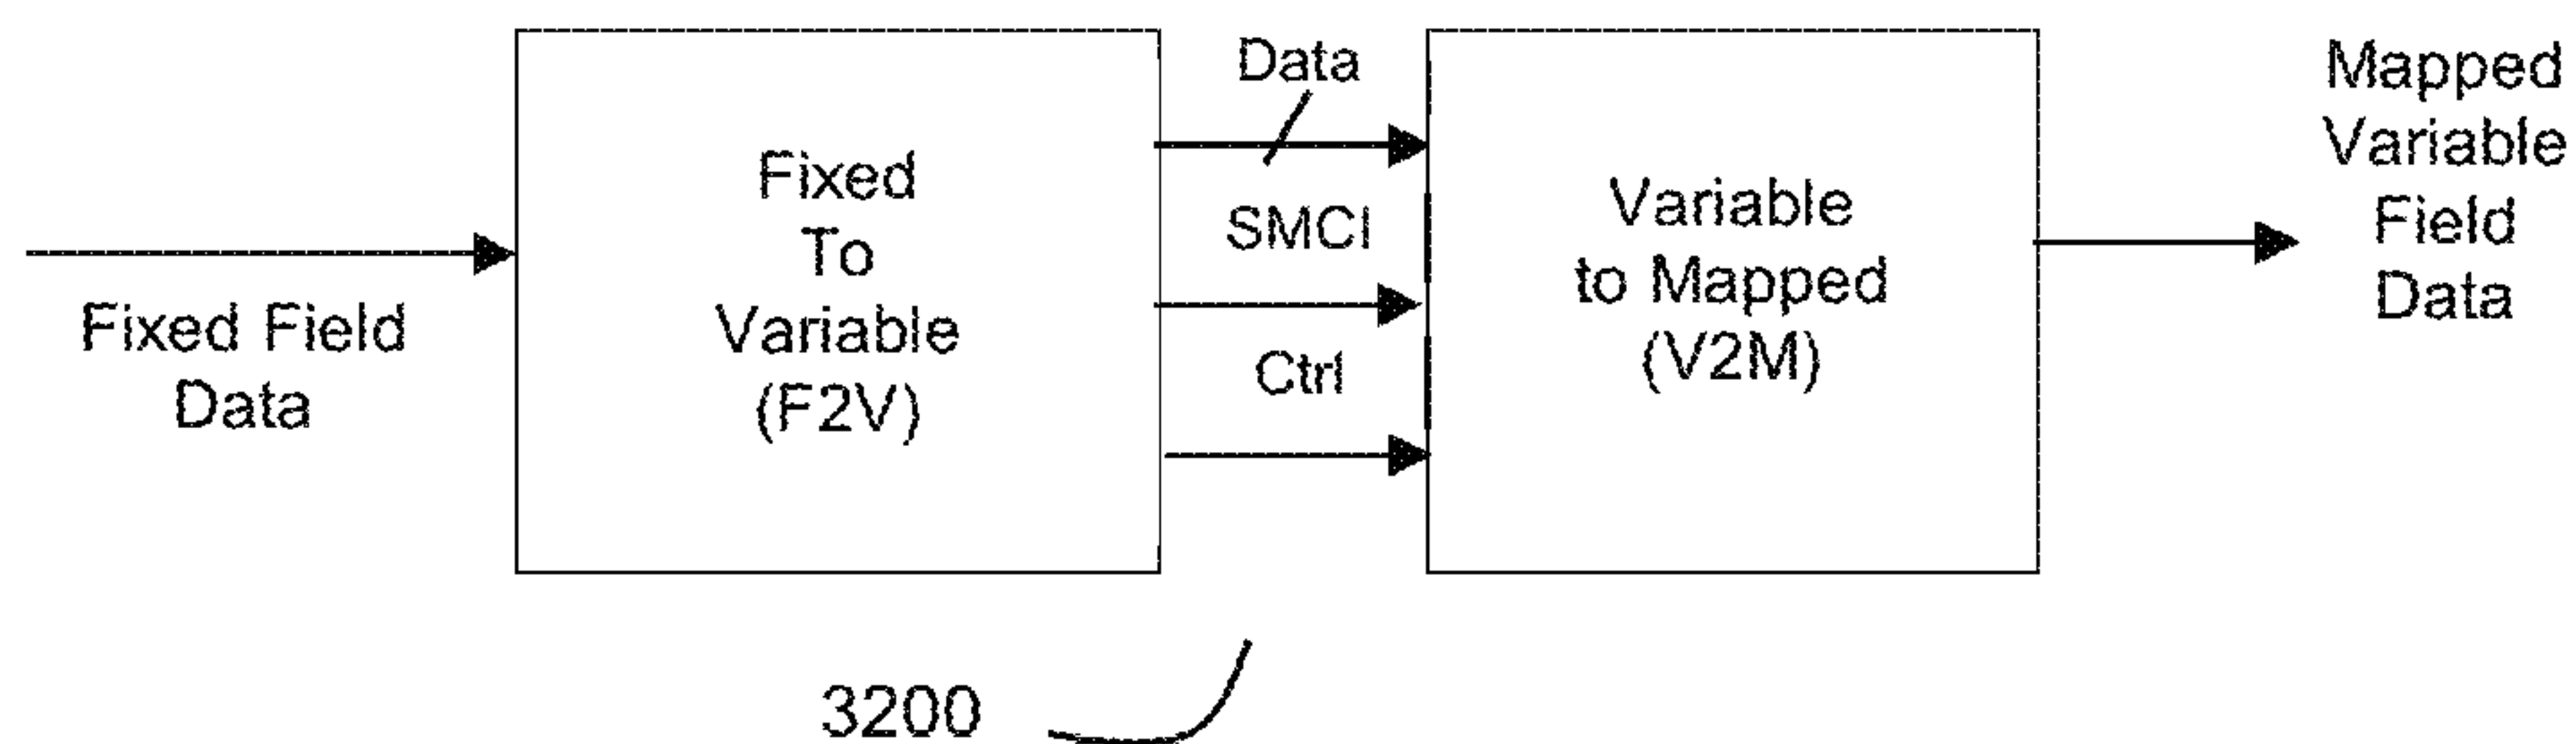 Fixed Field
Data
Fixed
To
Variable
(F2V)
Data
SMCI
Ctrl
Variable
to Mapped
(V2M)
Mapped
Variable
Field
Data
3200